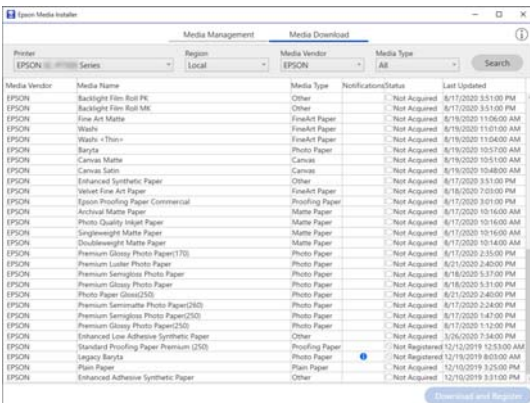 Epson Media Installer
Media Management Media Download
Printer Region Media Vendor Media Type
EPSON Series Local EPSON All Search
Media Vendor Media Name Media Type Notifications Status Last Updated
EPSON Backlight Film Roll PK Other Not Acquired 8/17/2020 3:51:00 PM
EPSON Backlight Film Roll MK Other Not Acquired 8/17/2020 3:51:00 PM
EPSON Fine Art Matte FineArt Paper Not Acquired 8/19/2020 11:06:00 AM
EPSON Washi FineArt Paper Not Acquired 8/19/2020 11:01:00 AM
EPSON Washi <Thin> FineArt Paper Not Acquired 8/19/2020 11:04:00 AM
EPSON Baryta Photo Paper Not Acquired 8/19/2020 10:57:00 AM
EPSON Canvas Matte Canvas Not Acquired 8/19/2020 10:51:00 AM
EPSON Canvas Satin Canvas Not Acquired 8/19/2020 10:48:00 AM
EPSON Enhanced Synthetic Paper Other Not Acquired 8/17/2020 3:51:00 PM
EPSON Velvet Fine Art Paper FineArt Paper Not Acquired 8/18/2020 7:03:00 PM
EPSON Epson Proofing Paper Commercial Proofing Paper Not Acquired 8/17/2020 3:01:00 PM
EPSON Archival Matte Paper Matte Paper Not Acquired 8/17/2020 10:16:00 AM
EPSON Photo Quality Inkjet Paper Matte Paper Not Acquired 8/17/2020 10:16:00 AM
EPSON Singleweight Matte Paper Matte Paper Not Acquired 8/17/2020 10:16:00 AM
EPSON Doubleweight Matte Paper Matte Paper Not Acquired 8/17/2020 10:14:00 AM
EPSON Premium Glossy Photo Paper(170) Photo Paper Not Acquired 8/17/2020 2:35:00 PM
EPSON Premium Luster Photo Paper Photo Paper Not Acquired 8/21/2020 2:40:00 PM
EPSON Premium Semigloss Photo Paper Photo Paper Not Acquired 8/18/2020 5:37:00 PM
EPSON Premium Glossy Photo Paper Photo Paper Not Acquired 8/18/2020 5:31:00 PM
EPSON Photo Paper Gloss(250) Photo Paper Not Acquired 8/21/2020 2:40:00 PM
EPSON Premium Semimatte Photo Paper(260) Photo Paper Not Acquired 8/17/2020 2:24:00 PM
EPSON Premium Semigloss Photo Paper(250) Photo Paper Not Acquired 8/17/2020 1:47:00 PM
EPSON Premium Glossy Photo Paper(250) Photo Paper Not Acquired 8/17/2020 1:12:00 PM
EPSON Enhanced Low Adhesive Synthetic Paper Other Not Acquired 3/26/2020 7:34:00 PM
EPSON Standard Proofing Paper Premium (250) Proofing Paper Not Registered 12/12/2019 12:53:00 AM
EPSON Legacy Baryta Photo Paper Not Registered 12/19/2019 8:03:00 AM
EPSON Plain Paper Plain Paper Not Acquired 12/10/2019 3:25:00 PM
EPSON Enhanced Adhesive Synthetic Paper Other Not Acquired 12/10/2019 3:31:00 PM
Download and Register